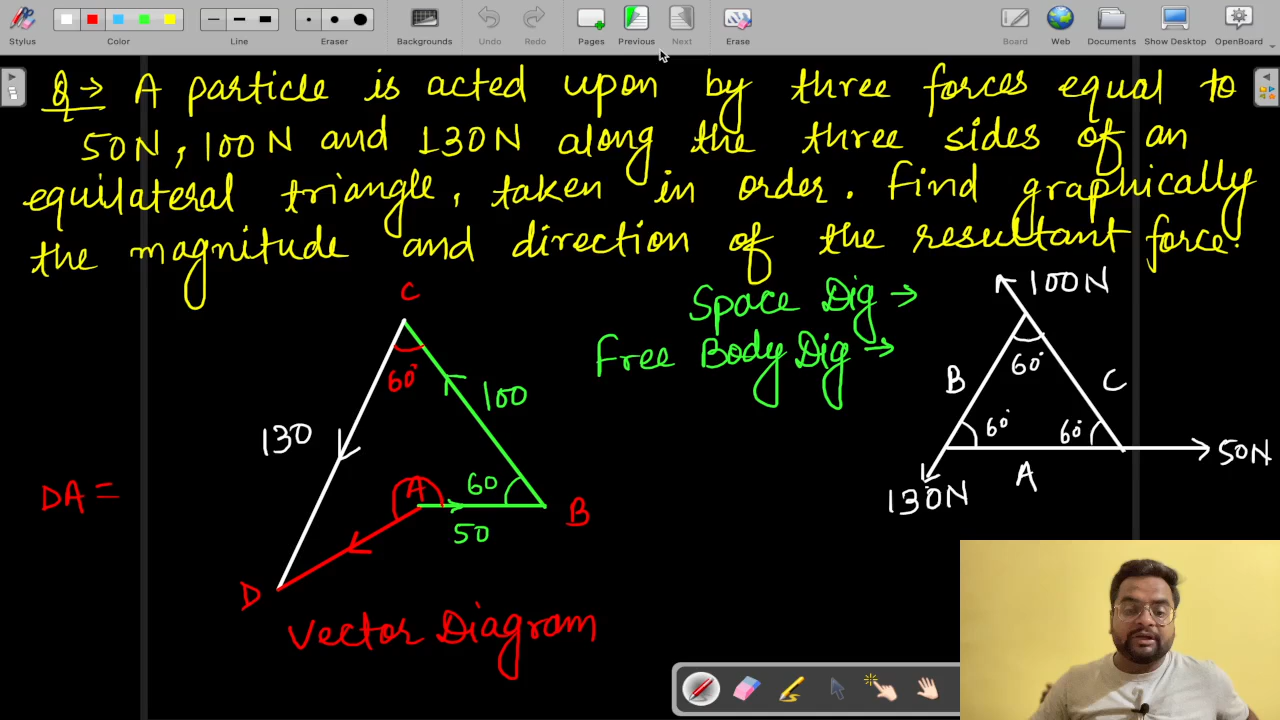 Stylus
Color
Line
Eraser
Backgrounds
Undo
Redo
Pages
Previous
Next
Erase
Board
Web
Documents
Show Desktop
OpenBoard
Q → A particle is acted upon by three forces equal to
50N, 100N and 130N along the three sides of an
equilateral triangle, taken in order. Find graphically
the magnitude and direction of the resultant force.
Space Dig →
Free Body Dig →
C
60°
100
130
A
60
B
50
D
DA =
Vector Diagram
100N
60°
B
C
60°
60°
50N
A
130N